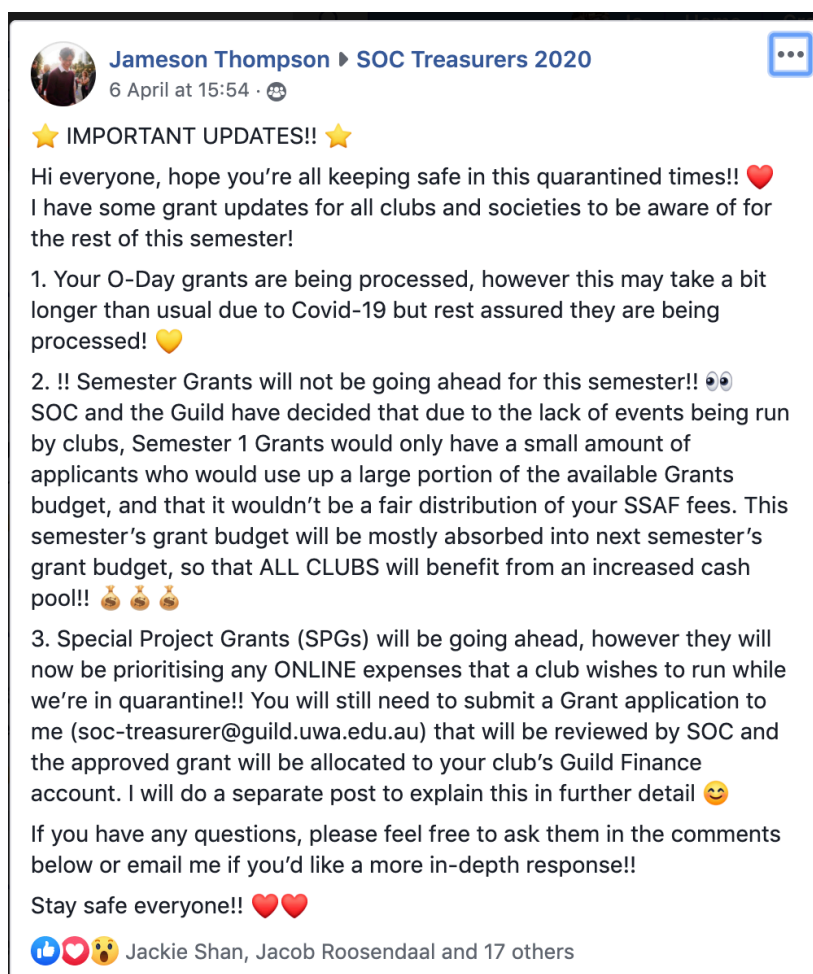 Jameson Thompson ▸ SOC Treasurers 2020
6 April at 15:54 ·
⭐ IMPORTANT UPDATES!! ⭐
Hi everyone, hope you're all keeping safe in this quarantined times!! ❤️
I have some grant updates for all clubs and societies to be aware of for
the rest of this semester!
1. Your O-Day grants are being processed, however this may take a bit
longer than usual due to Covid-19 but rest assured they are being
processed! 💛
2. !! Semester Grants will not be going ahead for this semester!! 👀
SOC and the Guild have decided that due to the lack of events being run
by clubs, Semester 1 Grants would only have a small amount of
applicants who would use up a large portion of the available Grants
budget, and that it wouldn't be a fair distribution of your SSAF fees. This
semester's grant budget will be mostly absorbed into next semester's
grant budget, so that ALL CLUBS will benefit from an increased cash
pool!! 💰 💰 💰
3. Special Project Grants (SPGs) will be going ahead, however they will
now be prioritising any ONLINE expenses that a club wishes to run while
we're in quarantine!! You will still need to submit a Grant application to
me (soc-treasurer@guild.uwa.edu.au) that will be reviewed by SOC and
the approved grant will be allocated to your club's Guild Finance
account. I will do a separate post to explain this in further detail 😊
If you have any questions, please feel free to ask them in the comments
below or email me if you'd like a more in-depth response!!
Stay safe everyone!! ❤️❤️
Jackie Shan, Jacob Roosendaal and 17 others